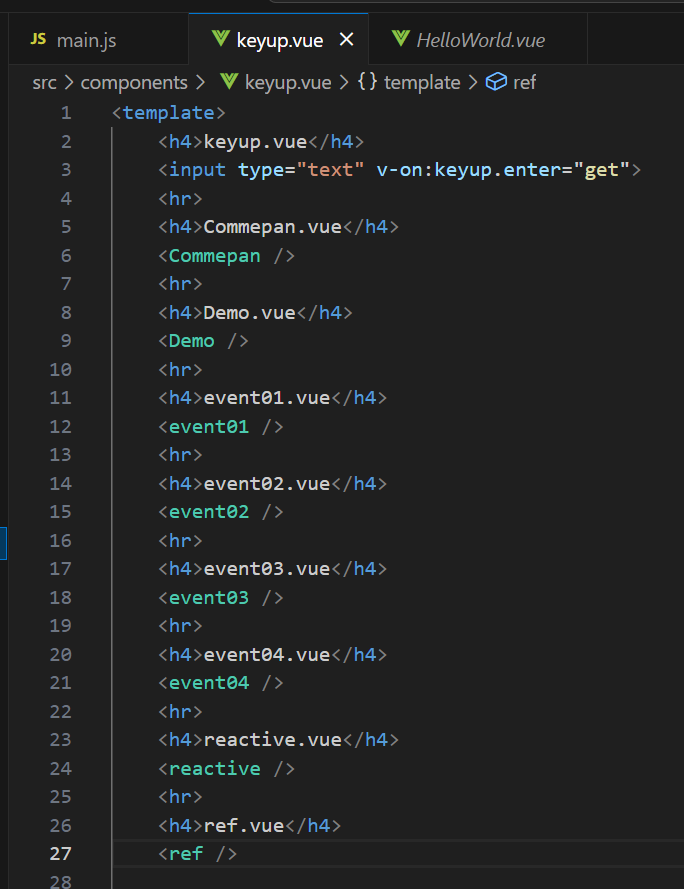 JS main.js keyup.vue × HelloWorld.vue
src > components > keyup.vue > {} template > ref
1 <template>
2 <h4>keyup.vue</h4>
3 <input type="text" v-on:keyup.enter="get">
4 <hr>
5 <h4>Commepan.vue</h4>
6 <Commepan />
7 <hr>
8 <h4>Demo.vue</h4>
9 <Demo />
10 <hr>
11 <h4>event01.vue</h4>
12 <event01 />
13 <hr>
14 <h4>event02.vue</h4>
15 <event02 />
16 <hr>
17 <h4>event03.vue</h4>
18 <event03 />
19 <hr>
20 <h4>event04.vue</h4>
21 <event04 />
22 <hr>
23 <h4>reactive.vue</h4>
24 <reactive />
25 <hr>
26 <h4>ref.vue</h4>
27 <ref />
28